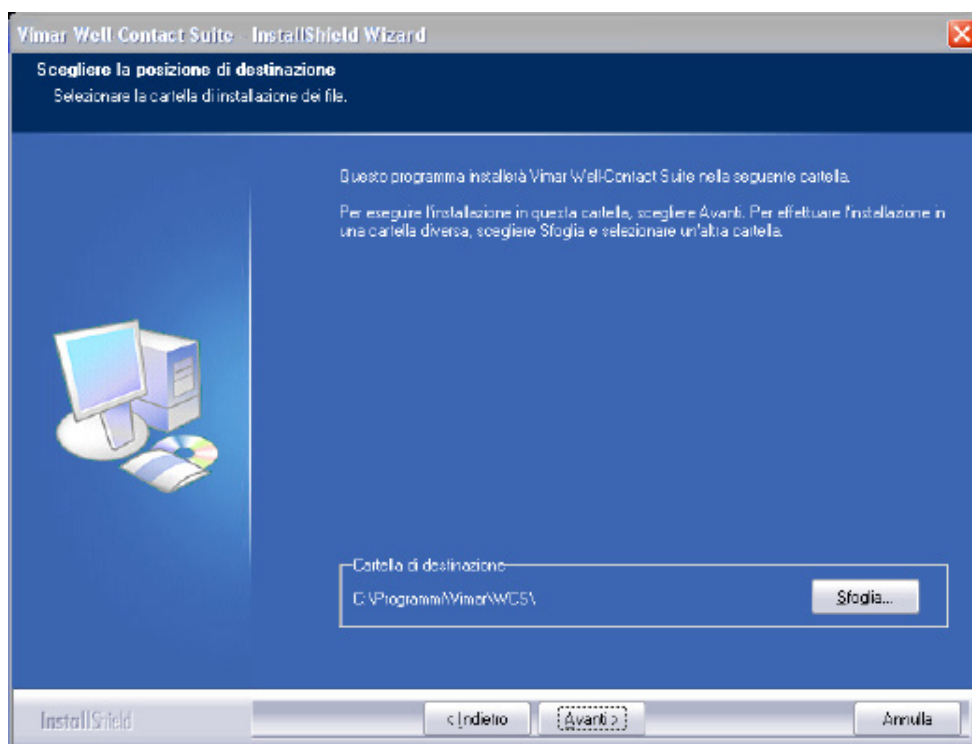 Vimar Well-Contact Suite - InstallShield Wizard
Scegliere la posizione di destinazione
Selezionare la cartella di installazione dei file.
Questo programma installerà Vimar Well-Contact Suite nella seguente cartella.
Per eseguire l'installazione in questa cartella, scegliere Avanti. Per effettuare l'installazione in
una cartella diversa, scegliere Sfoglia e selezionare un'altra cartella.
Cartella di destinazione
C:\Programmi\Vimar\WCS\
Sfoglia...
InstallShield
< Indietro
Avanti >
Annulla